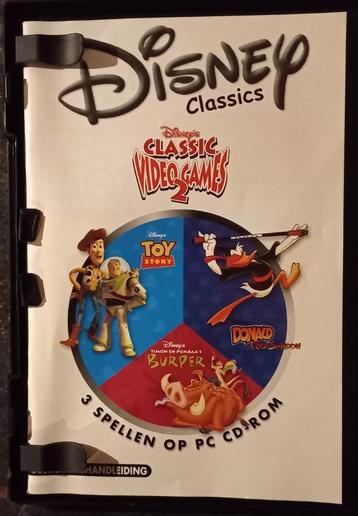 DISNEY
Classics
Disney's
CLASSIC
VIDEO GAMES
2
Disney's
TOY
STORY
DONALD
Disney's
TIMON EN PUMBAA'S
BURPER
3 SPELLEN OP PC CD-ROM
HANDLEIDING